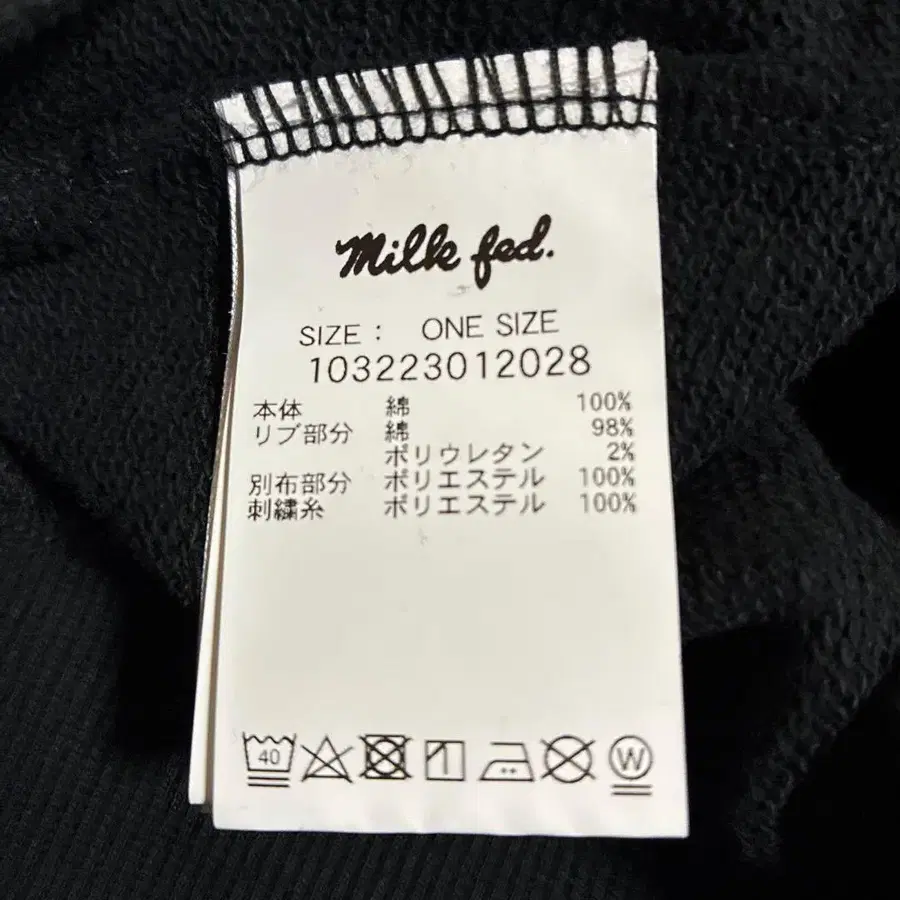 Milk fed.
SIZE : ONE SIZE
103223012028
本体 綿 100%
リブ部分 綿 98%
ポリウレタン 2%
別布部分 ポリエステル 100%
刺繍糸 ポリエステル 100%
40 W